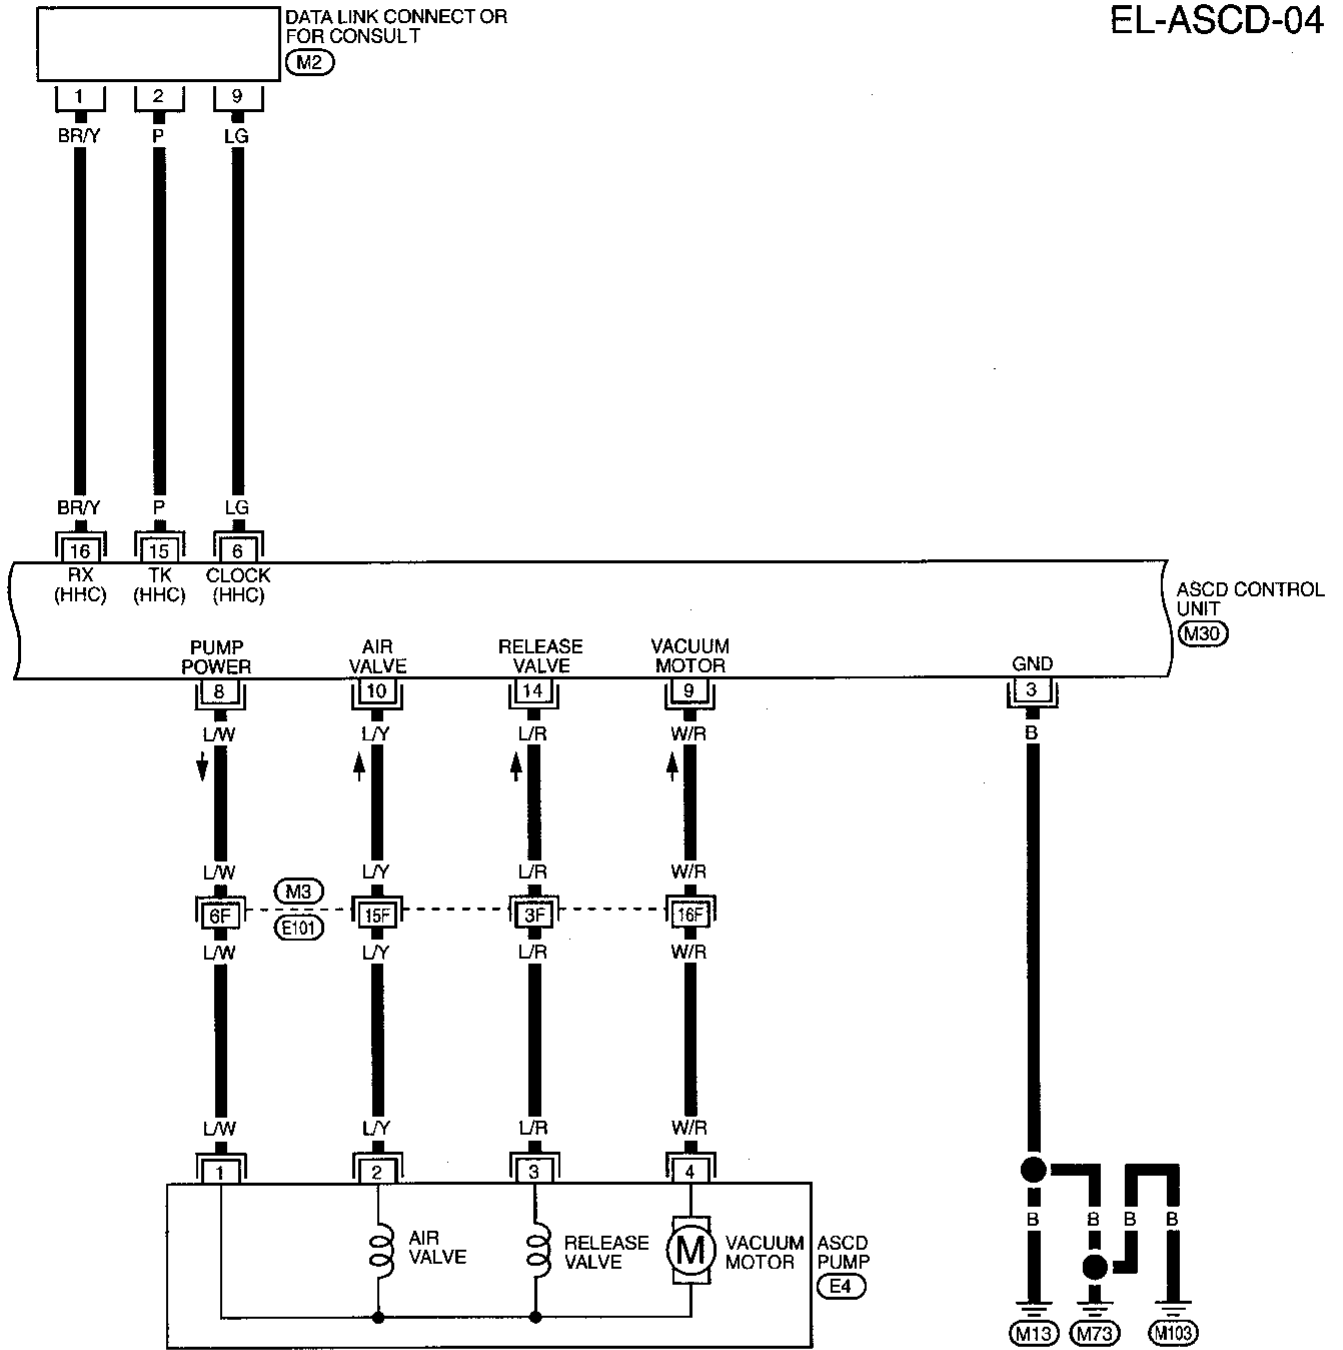 EL-ASCD-04
DATA LINK CONNECT OR
FOR CONSULT
M2
1 2 9
BR/Y P LG
BR/Y P LG
16 15 6
RX TK CLOCK
(HHC) (HHC) (HHC)
ASCD CONTROL
UNIT
M30
PUMP AIR RELEASE VACUUM
POWER VALVE VALVE MOTOR GND
8 10 14 9 3
L/W L/Y L/R W/R B
L/W L/Y L/R W/R
M3
6F 15F 3F 16F
E101
L/W L/Y L/R W/R
L/W L/Y L/R W/R
1 2 3 4
B B B B
AIR
VALVE
RELEASE
VALVE
M
VACUUM
MOTOR
ASCD
PUMP
E4
M13 M73 M103